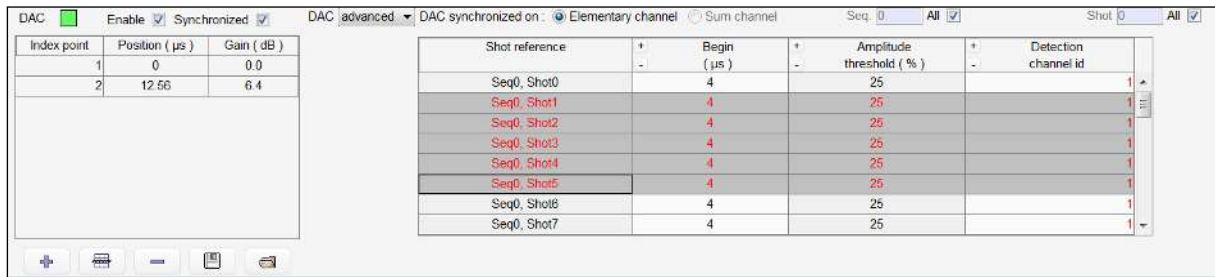 DAC Enable Synchronized DAC advanced DAC synchronized on : Elementary channel Sum channel Seq. 0 All Shot 0 All
Index point Position ( µs ) Gain ( dB )
1 0 0.0
2 12.56 6.4
Shot reference + - Begin ( µs ) + - Amplitude threshold ( % ) + - Detection channel id
Seq0, Shot0 4 25 1
Seq0, Shot1 4 25 1
Seq0, Shot2 4 25 1
Seq0, Shot3 4 25 1
Seq0, Shot4 4 25 1
Seq0, Shot5 4 25 1
Seq0, Shot6 4 25 1
Seq0, Shot7 4 25 1